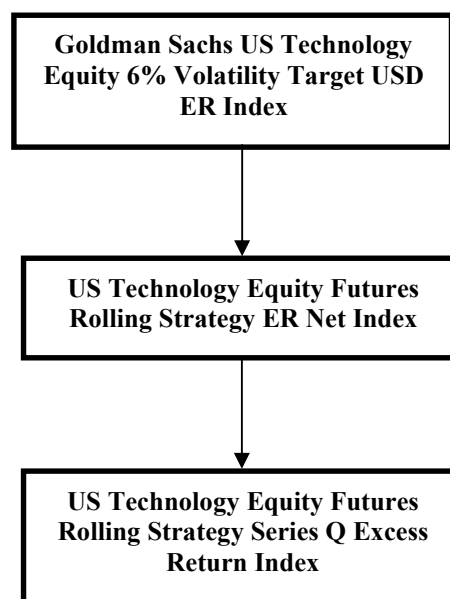 Goldman Sachs US Technology
Equity 6% Volatility Target USD
ER Index
US Technology Equity Futures
Rolling Strategy ER Net Index
US Technology Equity Futures
Rolling Strategy Series Q Excess
Return Index